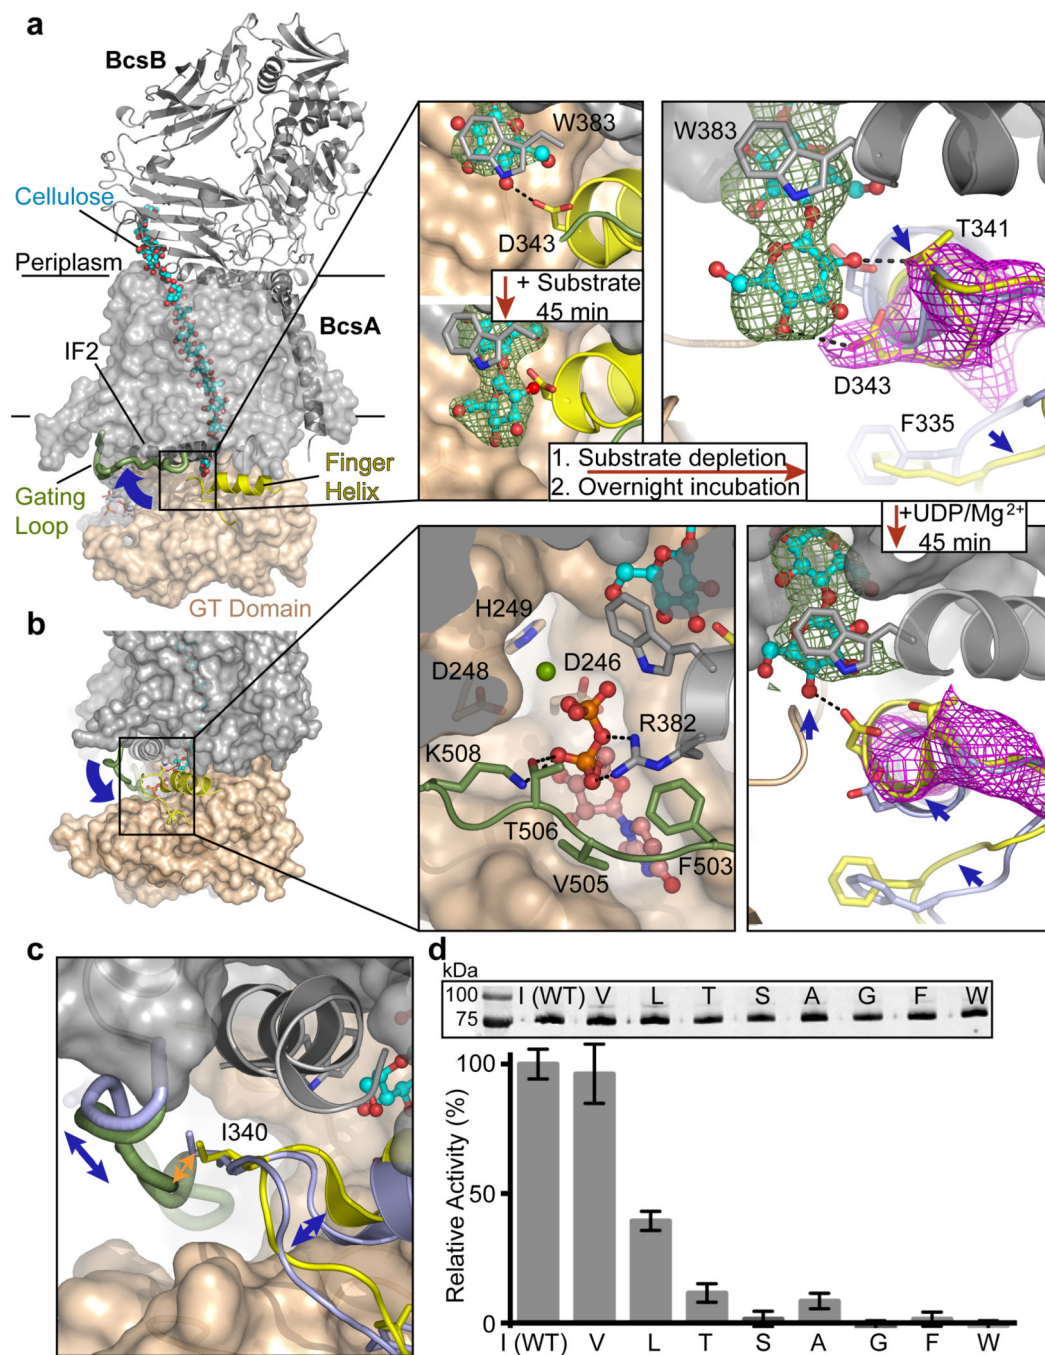 a
BcsB
Cellulose
Periplasm
BcsA
IF2
Gating
Loop
Finger
Helix
GT Domain
W383
D343
+ Substrate
45 min
W383
T341
D343
F335
1. Substrate depletion
2. Overnight incubation
+UDP/Mg2+
45 min
b
H249
D248
D246
K508
R382
T506
V505
F503
c
I340
d
kDa
100
75
I (WT) V L T S A G F W
Relative Activity (%)
100
50
0
I (WT) V L T S A G F W